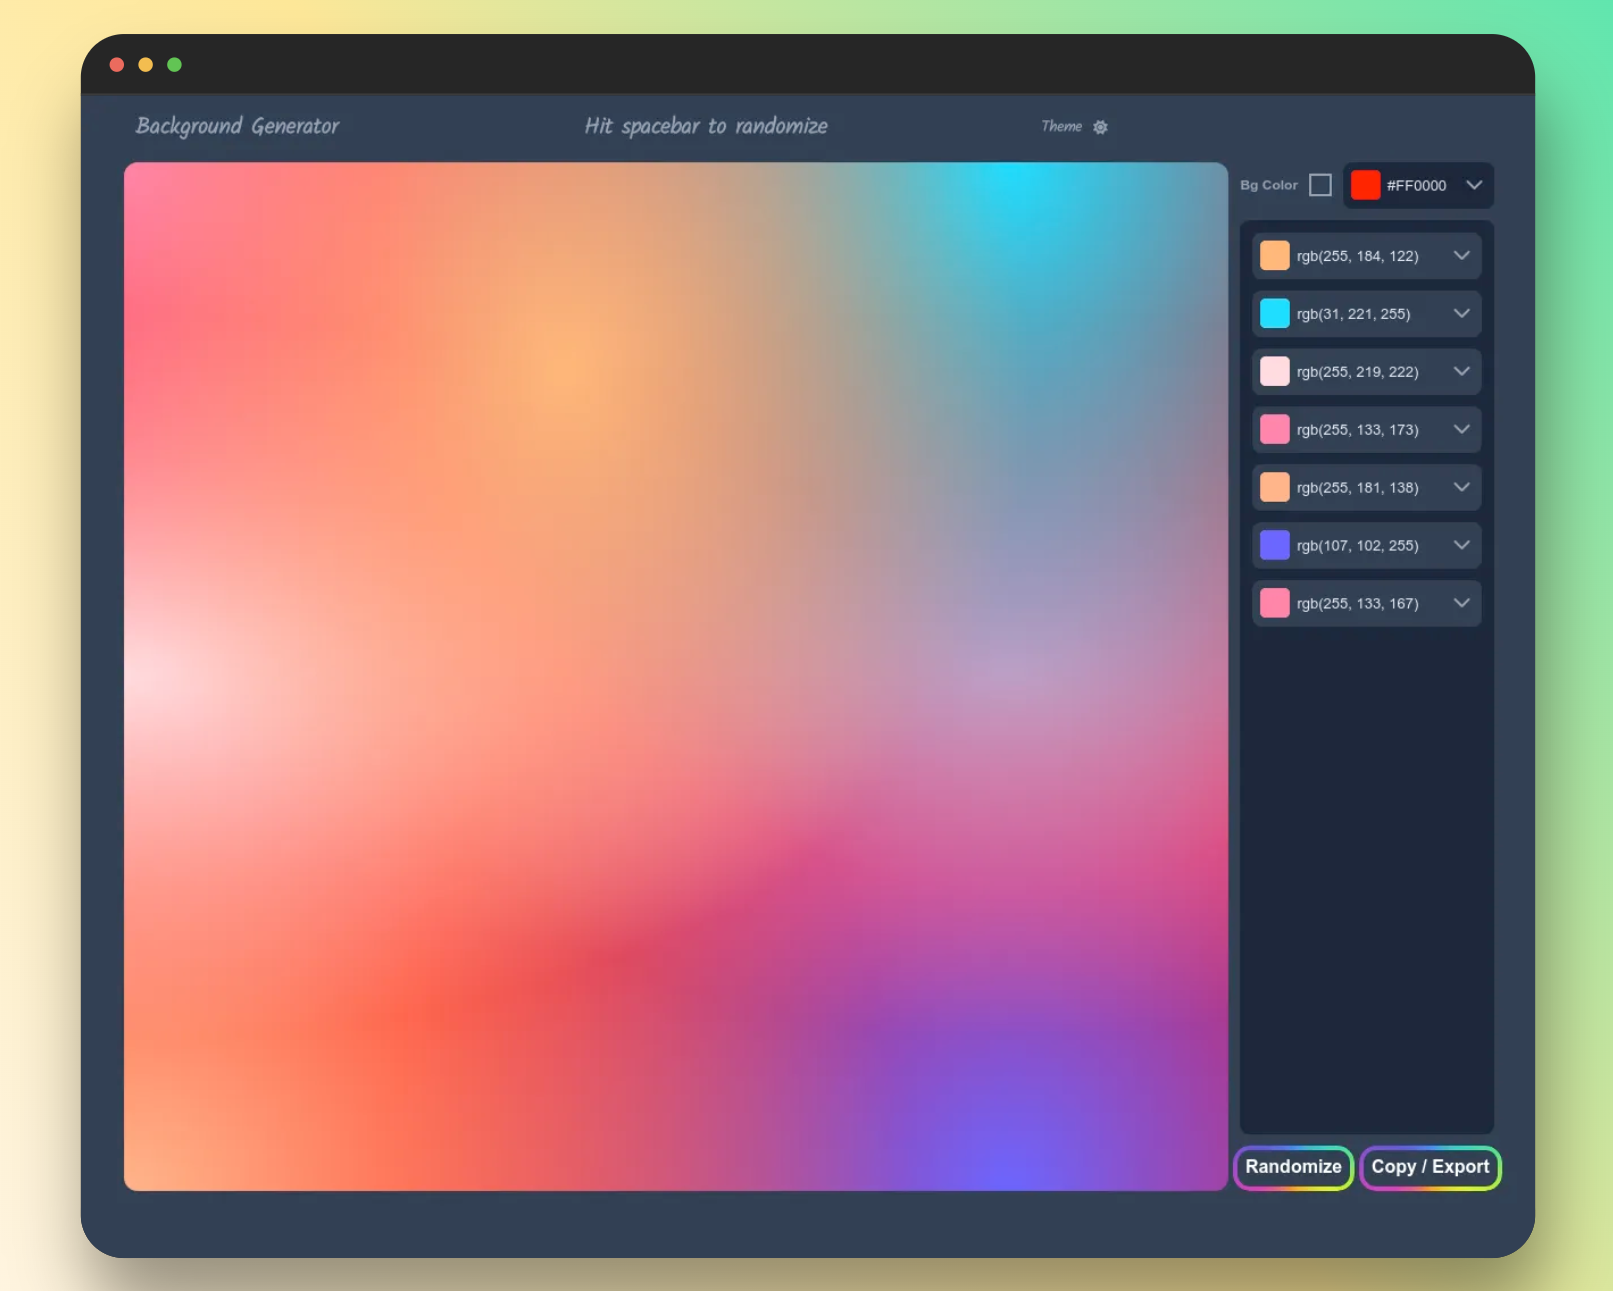 Background Generator
Hit spacebar to randomize
Theme
Bg Color
#FF0000
rgb(255, 184, 122)
rgb(31, 221, 255)
rgb(255, 219, 222)
rgb(255, 133, 173)
rgb(255, 181, 138)
rgb(107, 102, 255)
rgb(255, 133, 167)
Randomize
Copy / Export